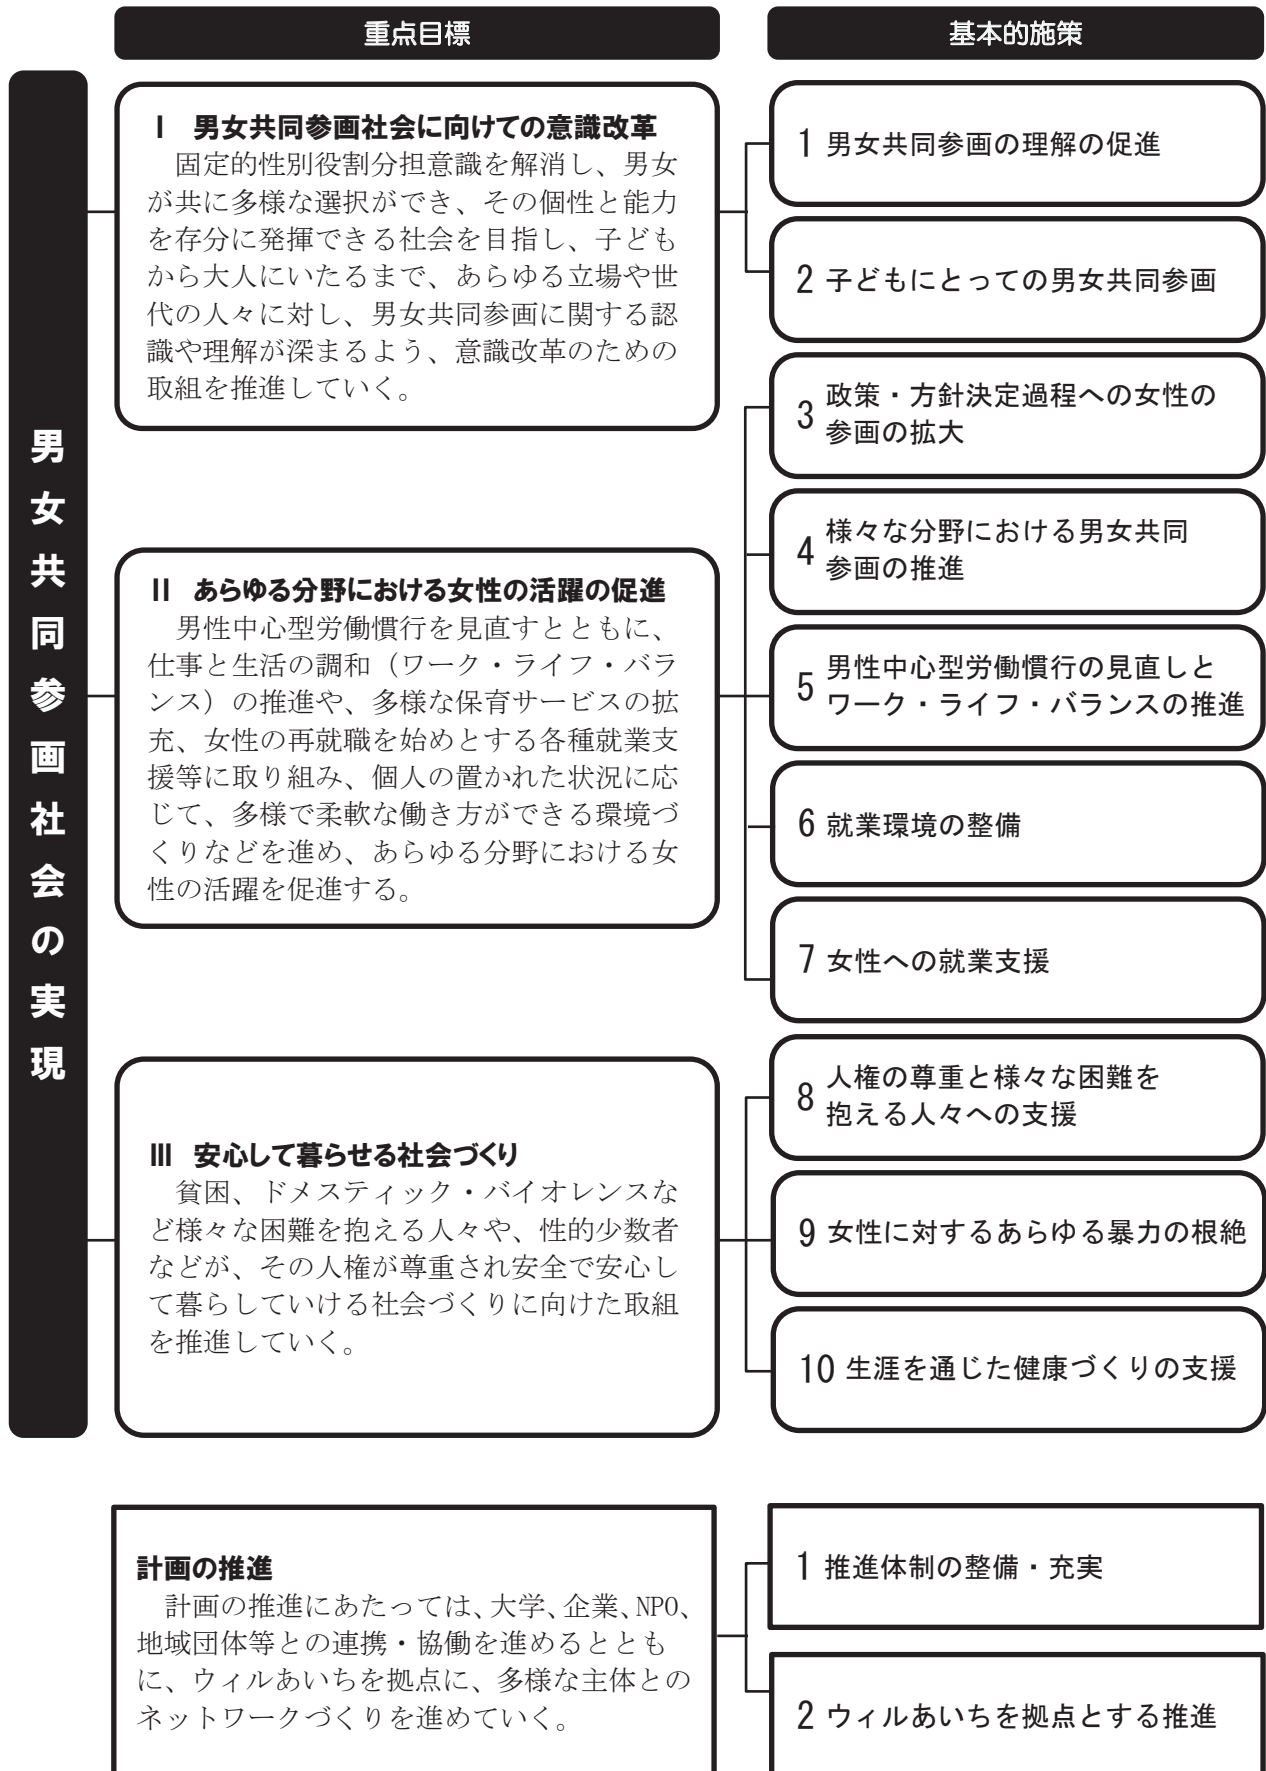 重点目標
基本的施策
男女共同参画社会の実現
Ⅰ 男女共同参画社会に向けての意識改革
固定的性別役割分担意識を解消し、男女
が共に多様な選択ができ、その個性と能力
を存分に発揮できる社会を目指し、子ども
から大人にいたるまで、あらゆる立場や世
代の人々に対し、男女共同参画に関する認
識や理解が深まるよう、意識改革のための
取組を推進していく。
1 男女共同参画の理解の促進
2 子どもにとっての男女共同参画
Ⅱ あらゆる分野における女性の活躍の促進
男性中心型労働慣行を見直すとともに、
仕事と生活の調和（ワーク・ライフ・バラ
ンス）の推進や、多様な保育サービスの拡
充、女性の再就職を始めとする各種就業支
援等に取り組み、個人の置かれた状況に応
じて、多様で柔軟な働き方ができる環境づ
くりなどを進め、あらゆる分野における女
性の活躍を促進する。
3 政策・方針決定過程への女性の
参画の拡大
4 様々な分野における男女共同
参画の推進
5 男性中心型労働慣行の見直しと
ワーク・ライフ・バランスの推進
6 就業環境の整備
7 女性への就業支援
Ⅲ 安心して暮らせる社会づくり
貧困、ドメスティック・バイオレンスな
ど様々な困難を抱える人々や、性的少数者
などが、その人権が尊重され安全で安心し
て暮らしていける社会づくりに向けた取組
を推進していく。
8 人権の尊重と様々な困難を
抱える人々への支援
9 女性に対するあらゆる暴力の根絶
10 生涯を通じた健康づくりの支援
計画の推進
計画の推進にあたっては、大学、企業、NPO、
地域団体等との連携・協働を進めるととも
に、ウィルあいちを拠点に、多様な主体との
ネットワークづくりを進めていく。
1 推進体制の整備・充実
2 ウィルあいちを拠点とする推進